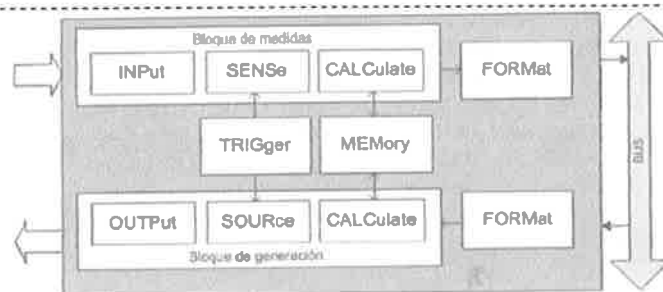 Bloque de medidas
INPut
SENSe
CALCulate
FORMat
TRIGger
MEMory
BUS
OUTPut
SOURce
CALCulate
FORMat
Bloque de generación